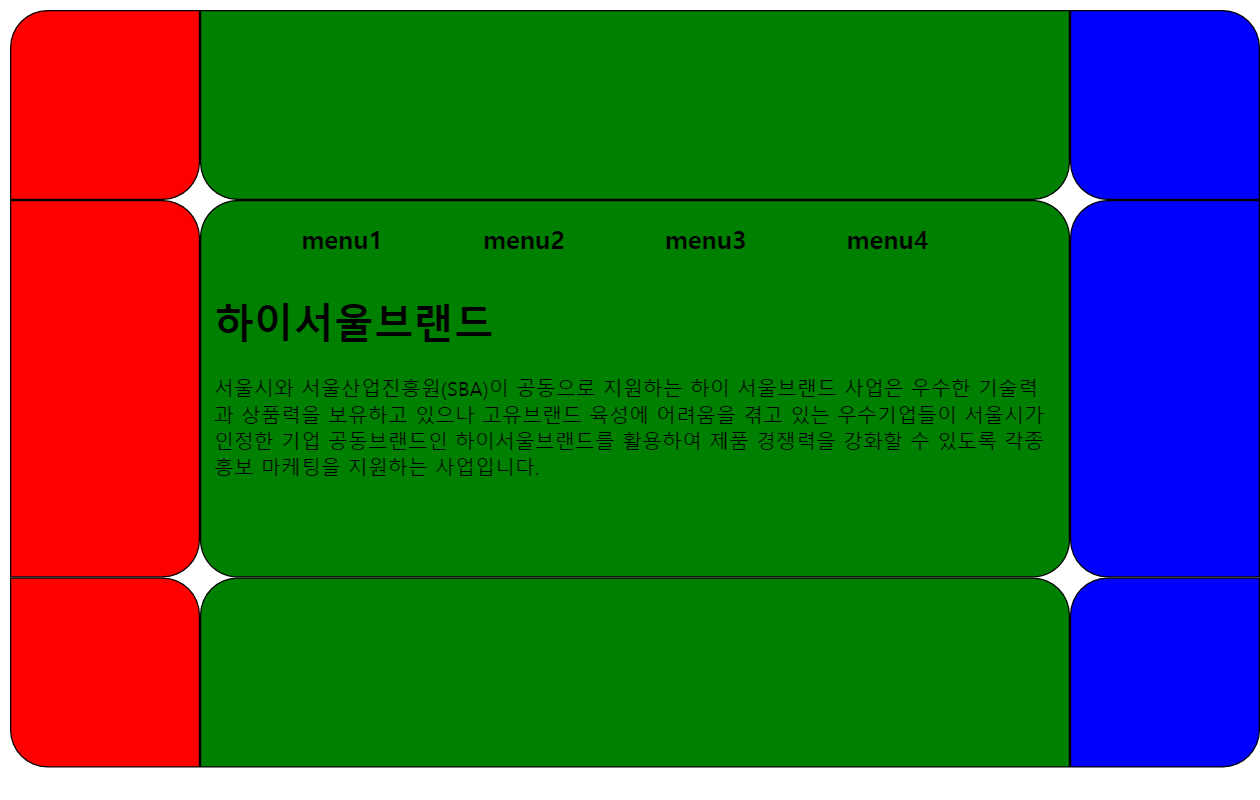 menu1 menu2 menu3 menu4
하이서울브랜드
서울시와 서울산업진흥원(SBA)이 공동으로 지원하는 하이 서울브랜드 사업은 우수한 기술력
과 상품력을 보유하고 있으나 고유브랜드 육성에 어려움을 겪고 있는 우수기업들이 서울시가
인정한 기업 공동브랜드인 하이서울브랜드를 활용하여 제품 경쟁력을 강화할 수 있도록 각종
홍보 마케팅을 지원하는 사업입니다.